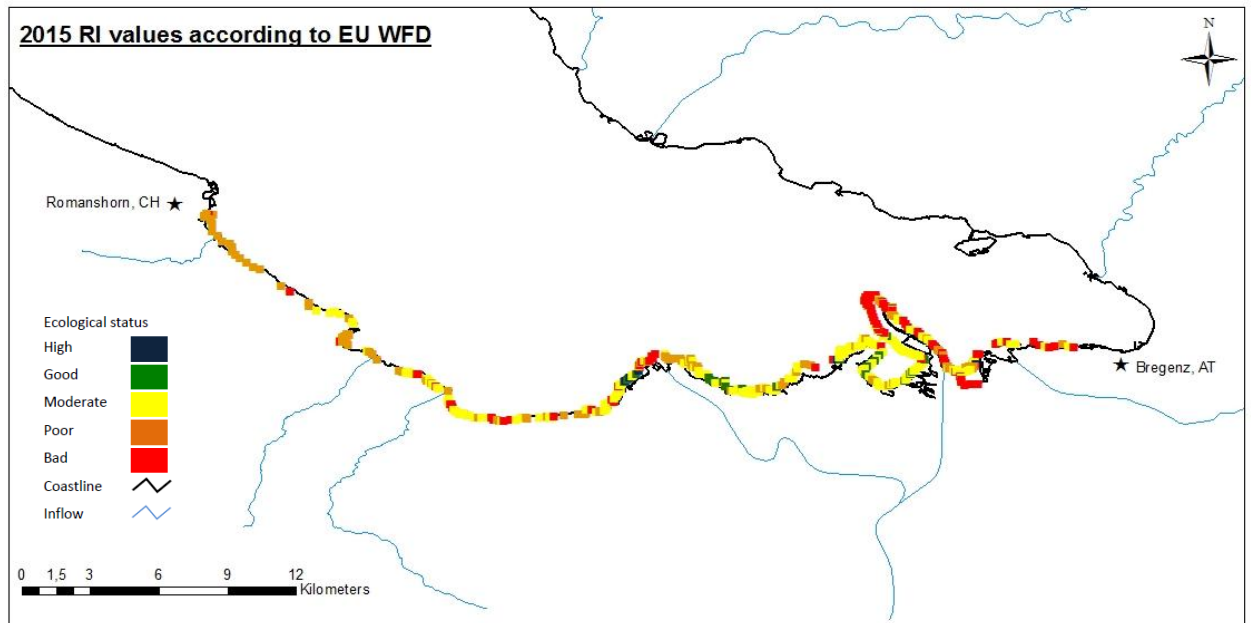 2015 RI values according to EU WFD
N
Romanshorn, CH
Ecological status
High
Good
Moderate
Poor
Bad
Coastline
Inflow
Bregenz, AT
0 1,5 3 6 9 12
Kilometers